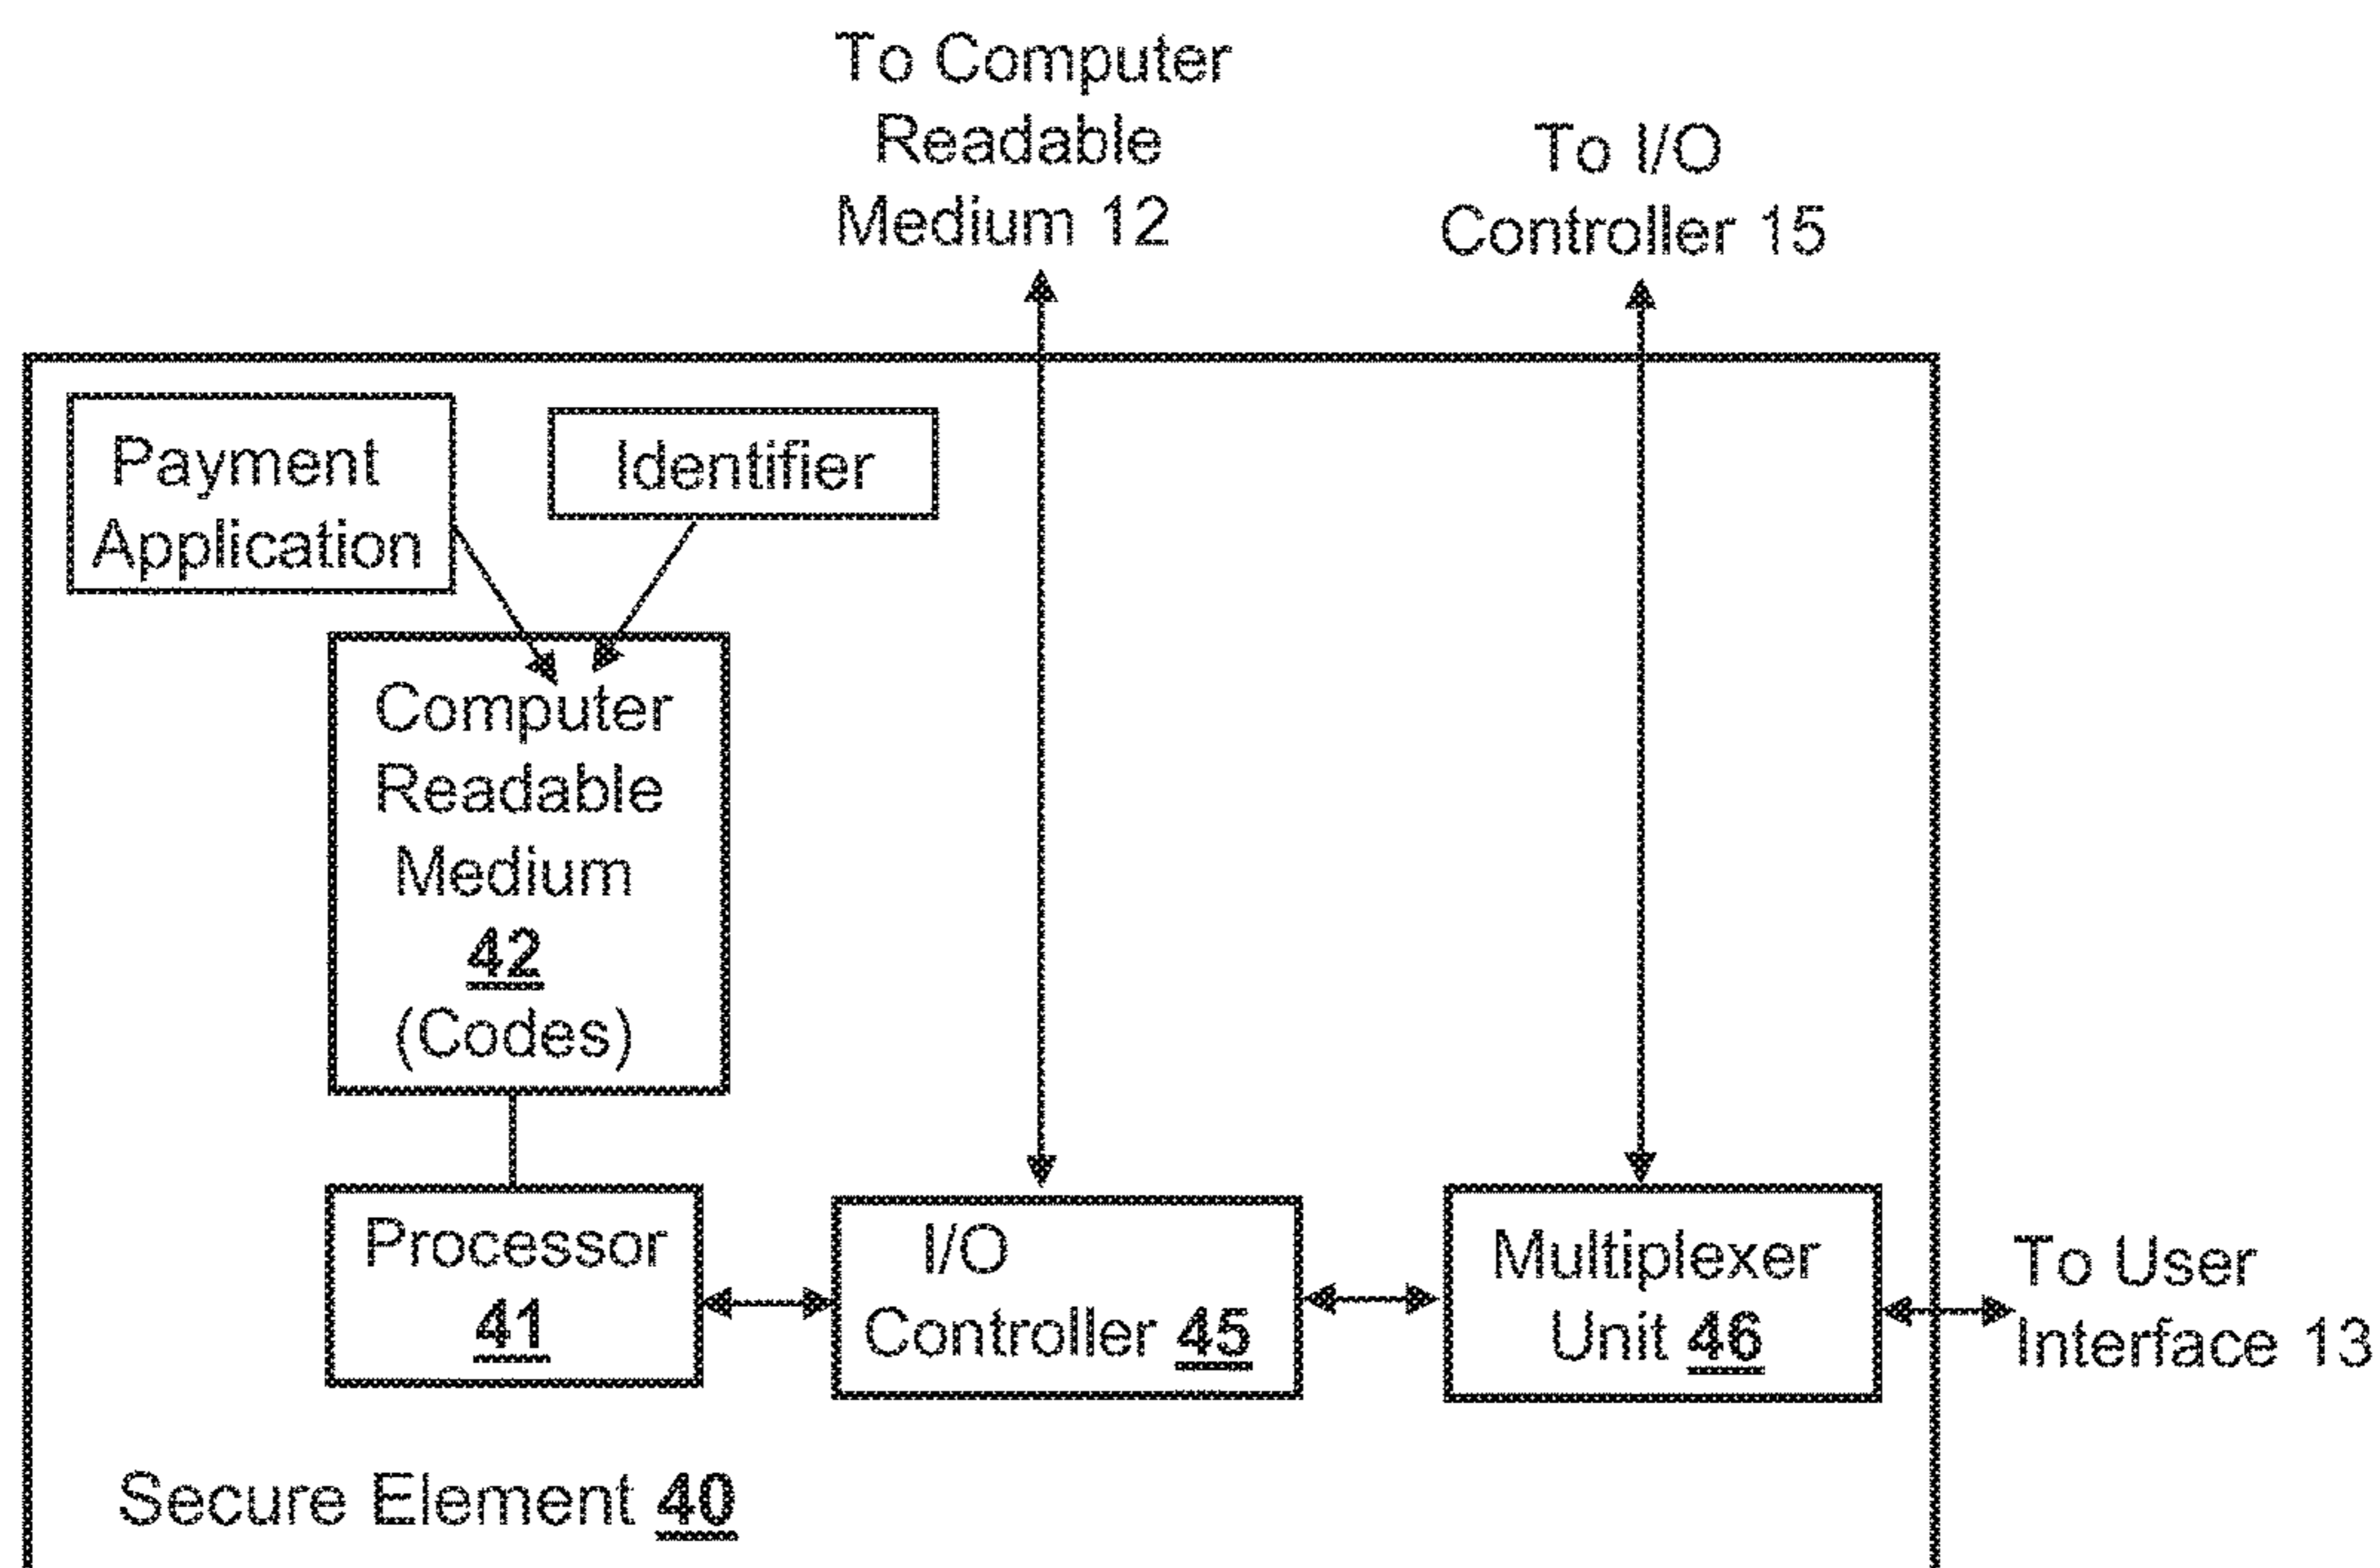 To Computer
Readable
Medium 12
To I/O
Controller 15
Payment
Application
Identifier
Computer
Readable
Medium
42
(Codes)
Processor
41
I/O
Controller 45
Multiplexer
Unit 46
To User
Interface 13
Secure Element 40